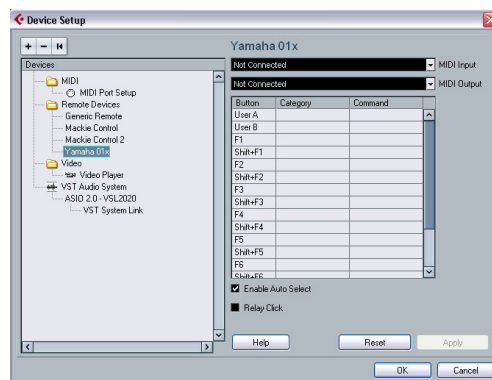 Device Setup
Devices
MIDI
MIDI Port Setup
Remote Devices
Generic Remote
Mackie Control
Mackie Control 2
Yamaha 01x
Video
Video Player
VST Audio System
ASIO 2.0 - VSL2020
VST System Link
Yamaha 01x
Not Connected MIDI Input
Not Connected MIDI Output
Button Category Command
User A
User B
F1
Shift+F1
F2
Shift+F2
F3
Shift+F3
F4
Shift+F4
F5
Shift+F5
F6
Shift+F6
Enable Auto Select
Relay Click
Help Reset Apply
OK Cancel